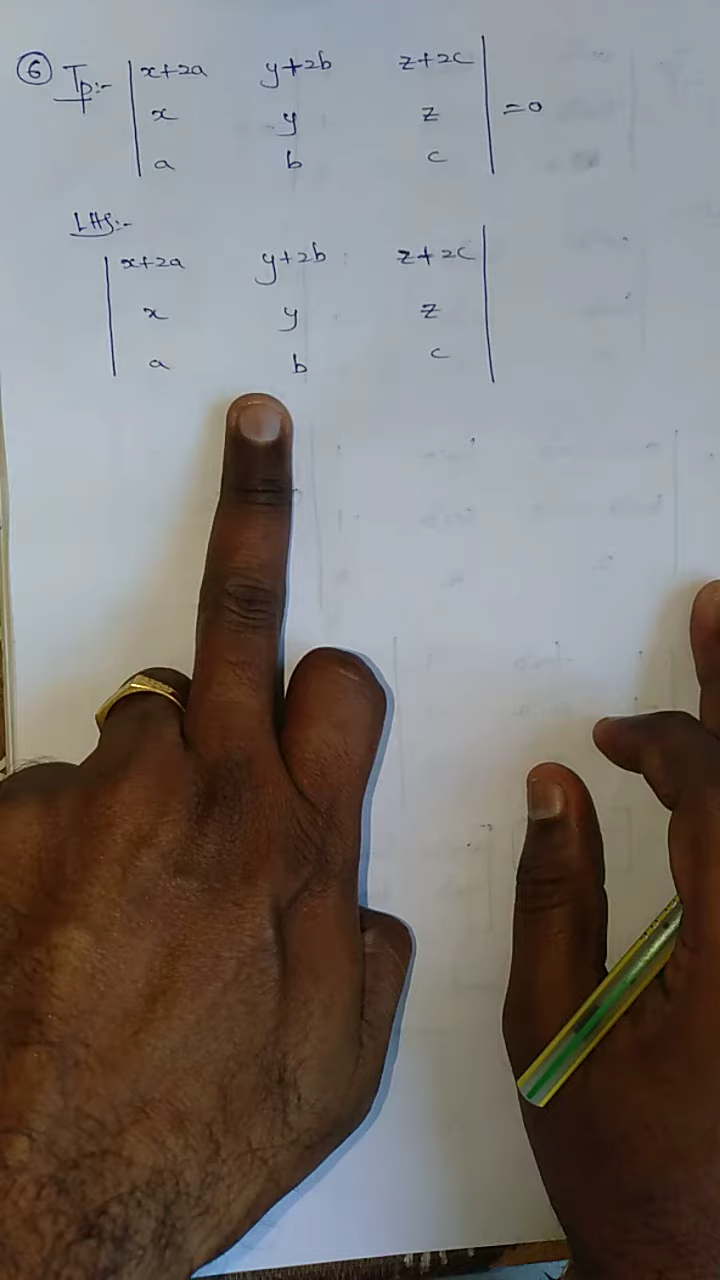 6 Tp:- | x+2a y+2b z+2c |
| x y z | =0
| a b c |
LHS:-
| x+2a y+2b z+2c |
| x y z |
| a b c |